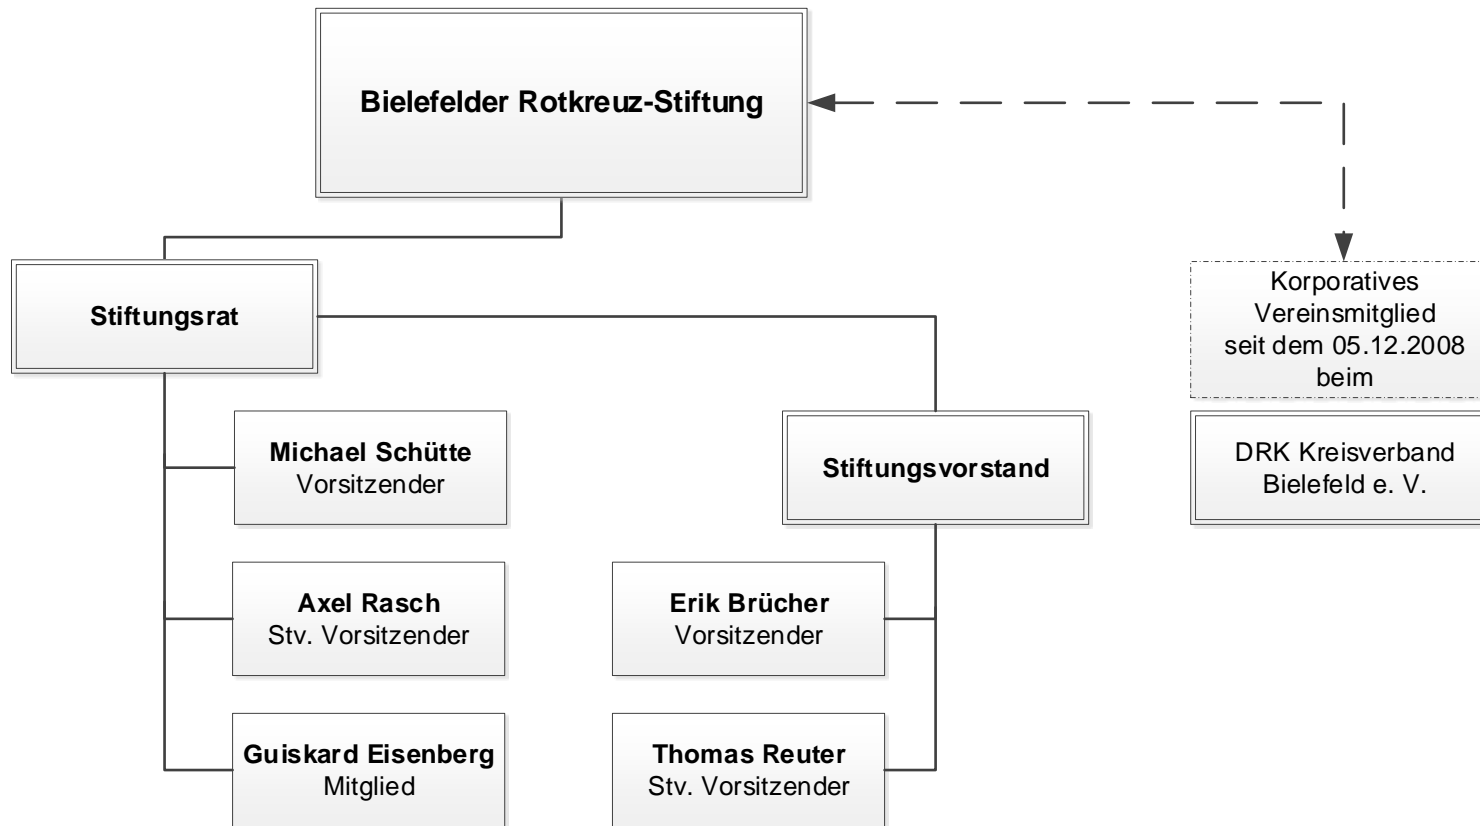 Bielefelder Rotkreuz-Stiftung
Stiftungsrat
Michael Schütte
Vorsitzender
Axel Rasch
Stv. Vorsitzender
Guiskard Eisenberg
Mitglied
Stiftungsvorstand
Erik Brücher
Vorsitzender
Thomas Reuter
Stv. Vorsitzender
Korporatives
Vereinsmitglied
seit dem 05.12.2008
beim
DRK Kreisverband
Bielefeld e. V.